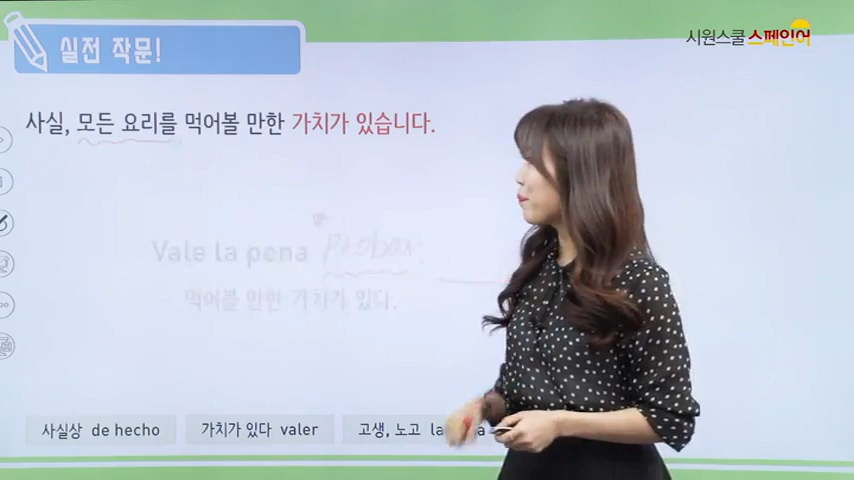 실전 작문!
시원스쿨 스페인어
사실, 모든 요리를 먹어볼 만한 가치가 있습니다.
Vale la pena probar.
먹어볼 만한 가치가 있다.
사실상 de hecho
가치가 있다 valer
고생, 노고 la